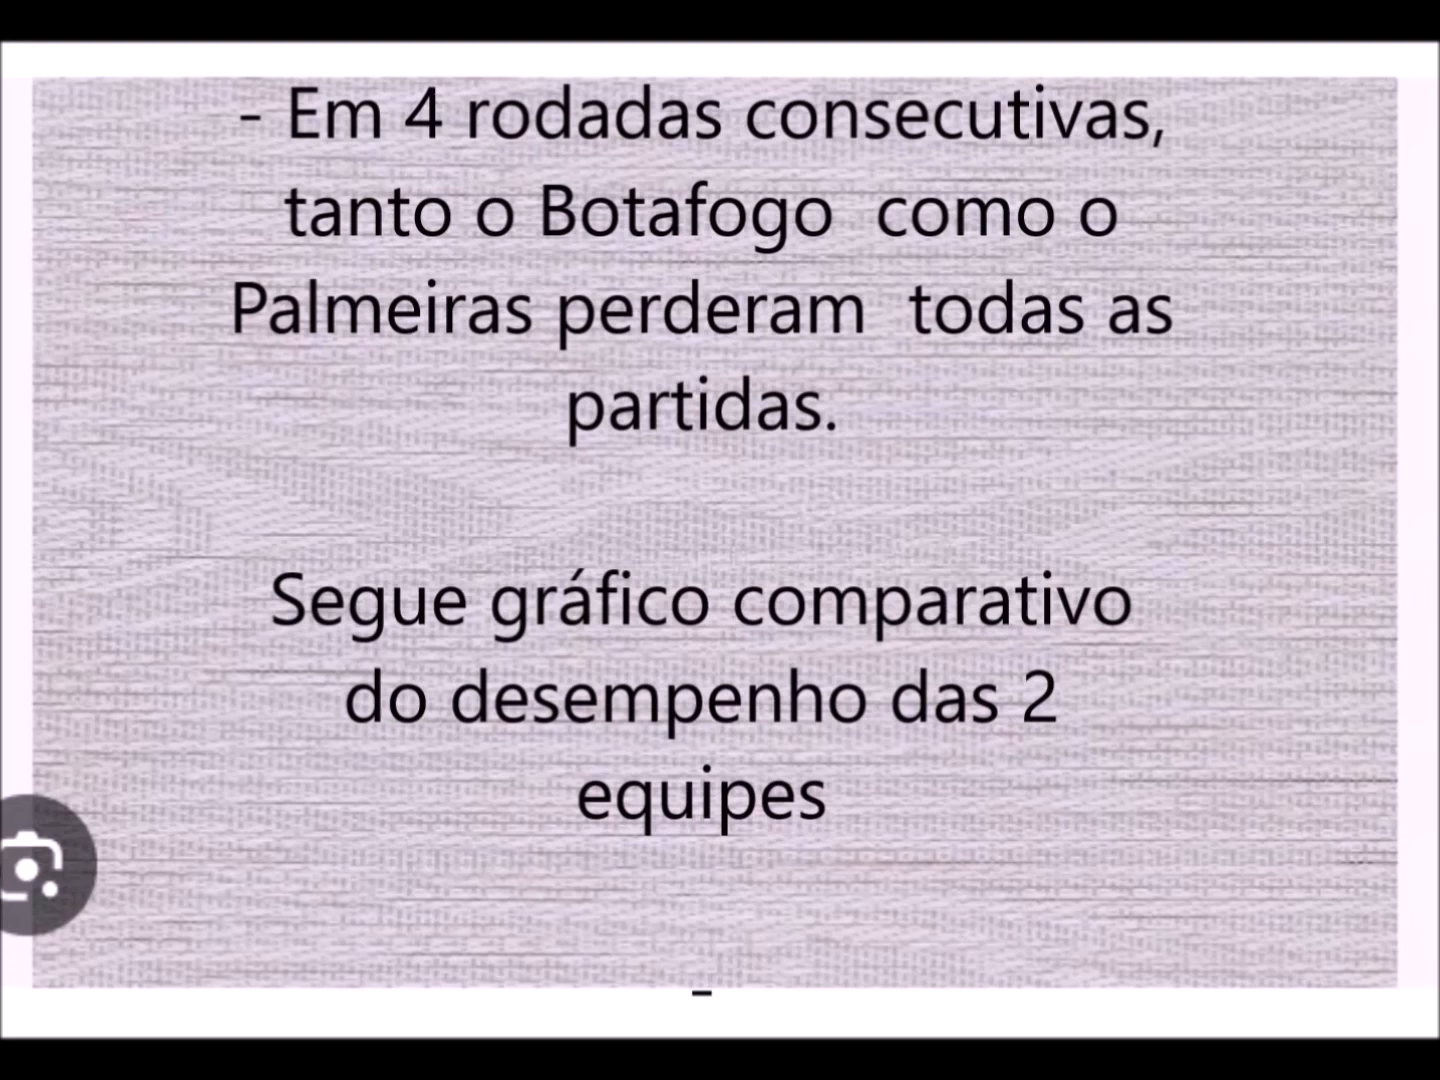 - Em 4 rodadas consecutivas,
tanto o Botafogo como o
Palmeiras perderam todas as
partidas.
Segue gráfico comparativo
do desempenho das 2
equipes
-